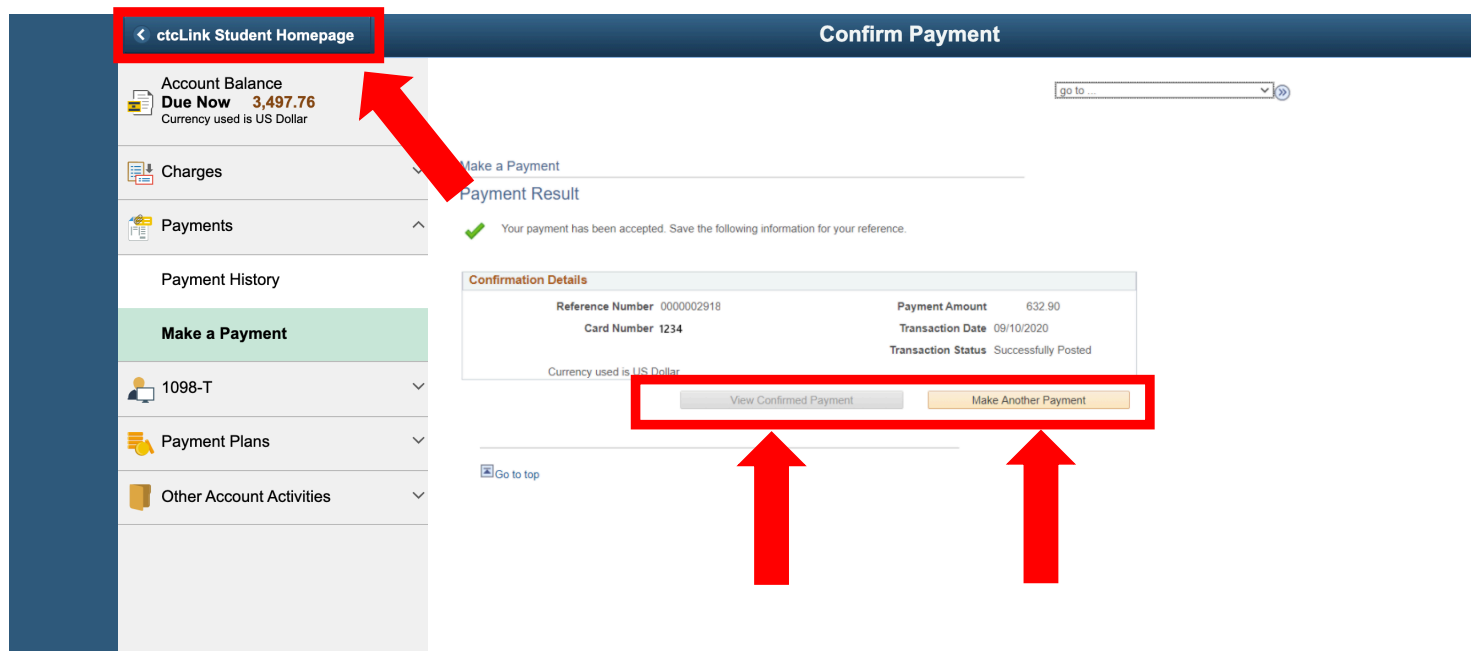 ctcLink Student Homepage
Confirm Payment
Account Balance
Due Now 3,497.76
Currency used is US Dollar
Charges
Payments
Payment History
Make a Payment
1098-T
Payment Plans
Other Account Activities
go to ...
Make a Payment
Payment Result
Your payment has been accepted. Save the following information for your reference.
Confirmation Details
Reference Number 0000002918 Payment Amount 632.90
Card Number 1234 Transaction Date 09/10/2020
Transaction Status Successfully Posted
Currency used is US Dollar
View Confirmed Payment Make Another Payment
Go to top